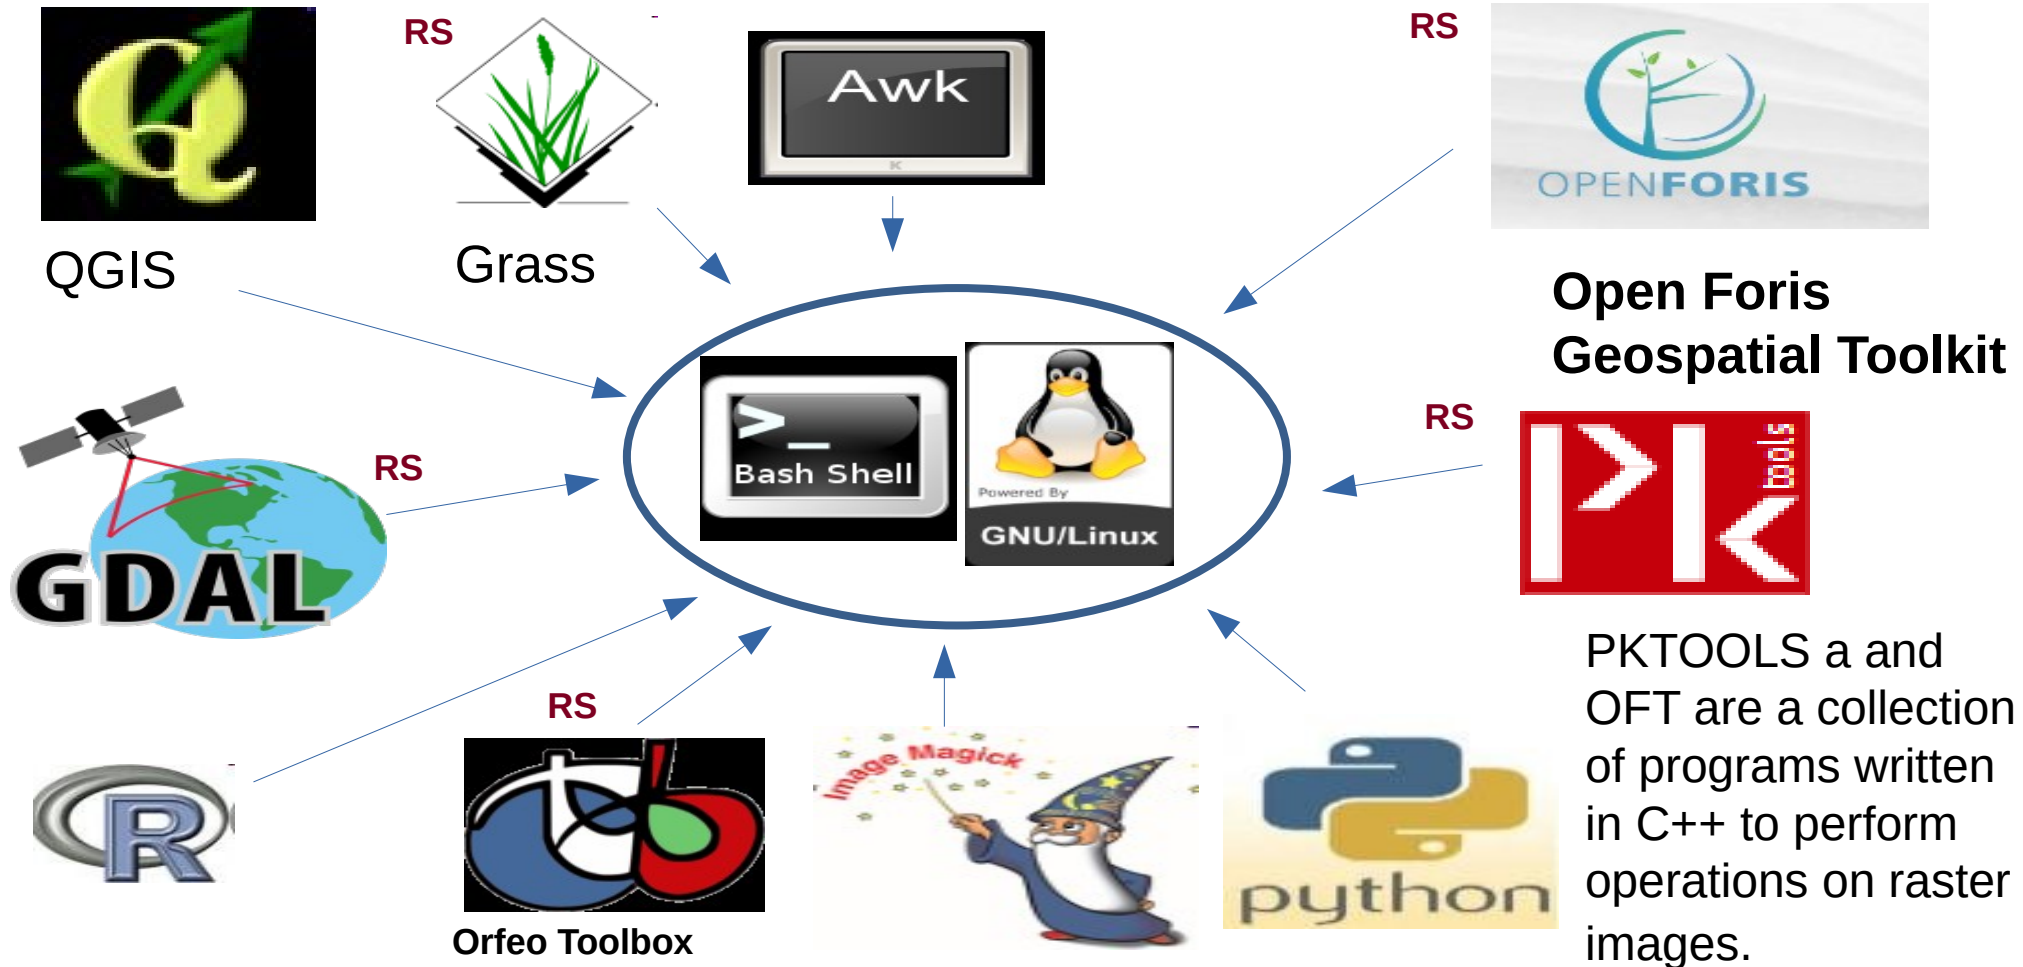 RS
Awk
RS
OPENFORIS
QGIS
Grass
Open Foris
Geospatial Toolkit
>_
Bash Shell
Powered By
GNU/Linux
RS
GDAL
RS
PK
tools
PKTOOLS a and
OFT are a collection
of programs written
in C++ to perform
operations on raster
images.
R
RS
Orfeo Toolbox
Image Magick
python